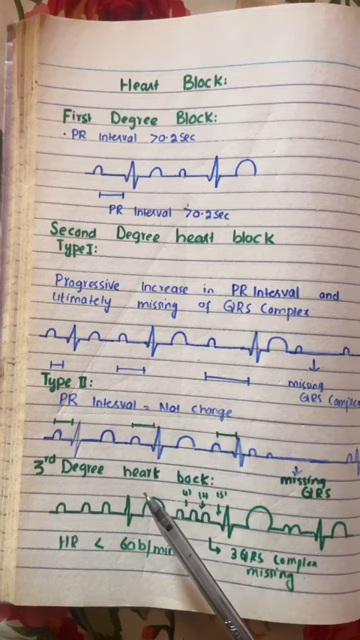 Heart Block:
First Degree Block:
• PR Interval >0.2sec
PR Interval >0.2sec
Second Degree heart block
Type I:
Progressive Increase in PR Interval and
Ultimately missing of QRS Complex
missing
QRS Complex
Type II:
PR Interval = Not change
missing
QRS
3rd Degree heart back:
HR < 60b/min
3 QRS Complex
missing